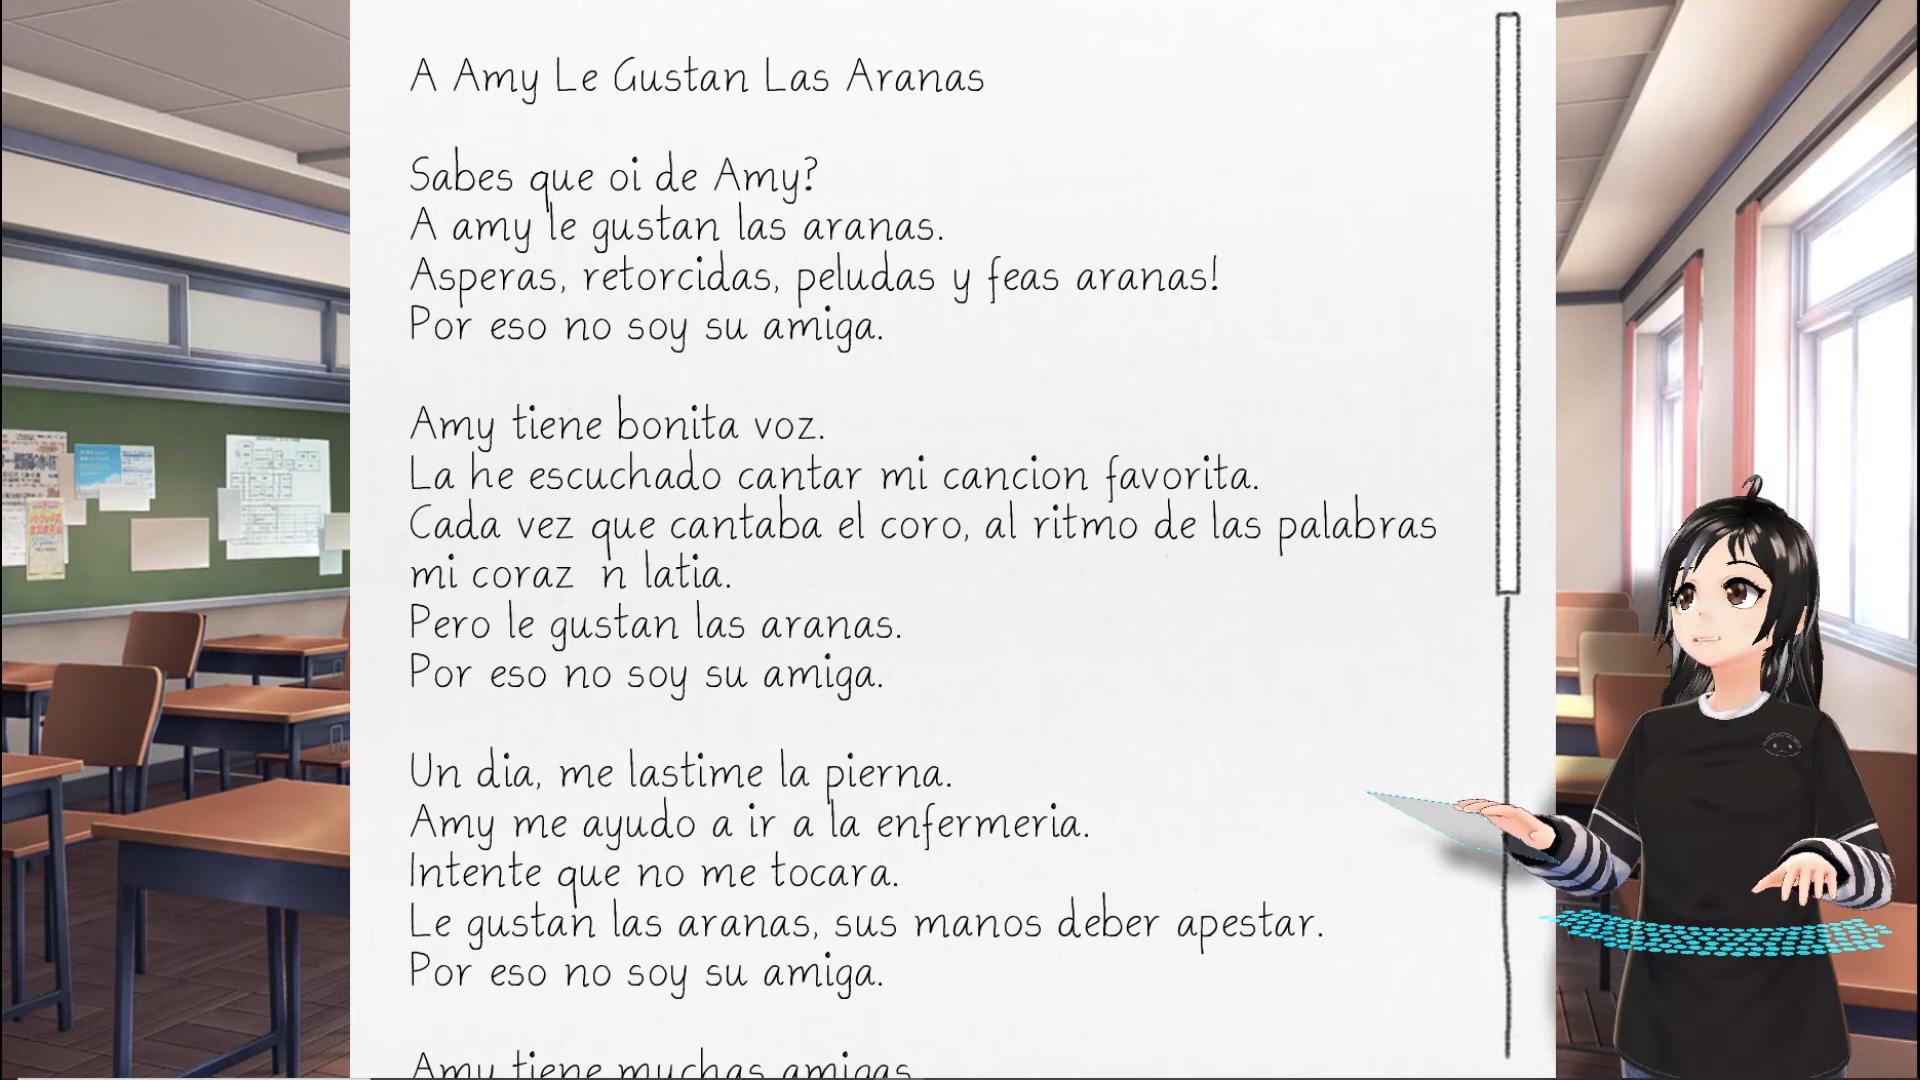 A Amy Le Gustan Las Aranas
Sabes que oi de Amy?
A amy le gustan las aranas.
Asperas, retorcidas, peludas y feas aranas!
Por eso no soy su amiga.
Amy tiene bonita voz.
La he escuchado cantar mi cancion favorita.
Cada vez que cantaba el coro, al ritmo de las palabras
mi coraz n latia.
Pero le gustan las aranas.
Por eso no soy su amiga.
Un dia, me lastime la pierna.
Amy me ayudo a ir a la enfermeria.
Intente que no me tocara.
Le gustan las aranas, sus manos deber apestar.
Por eso no soy su amiga.
Amy tiene muchas amigas